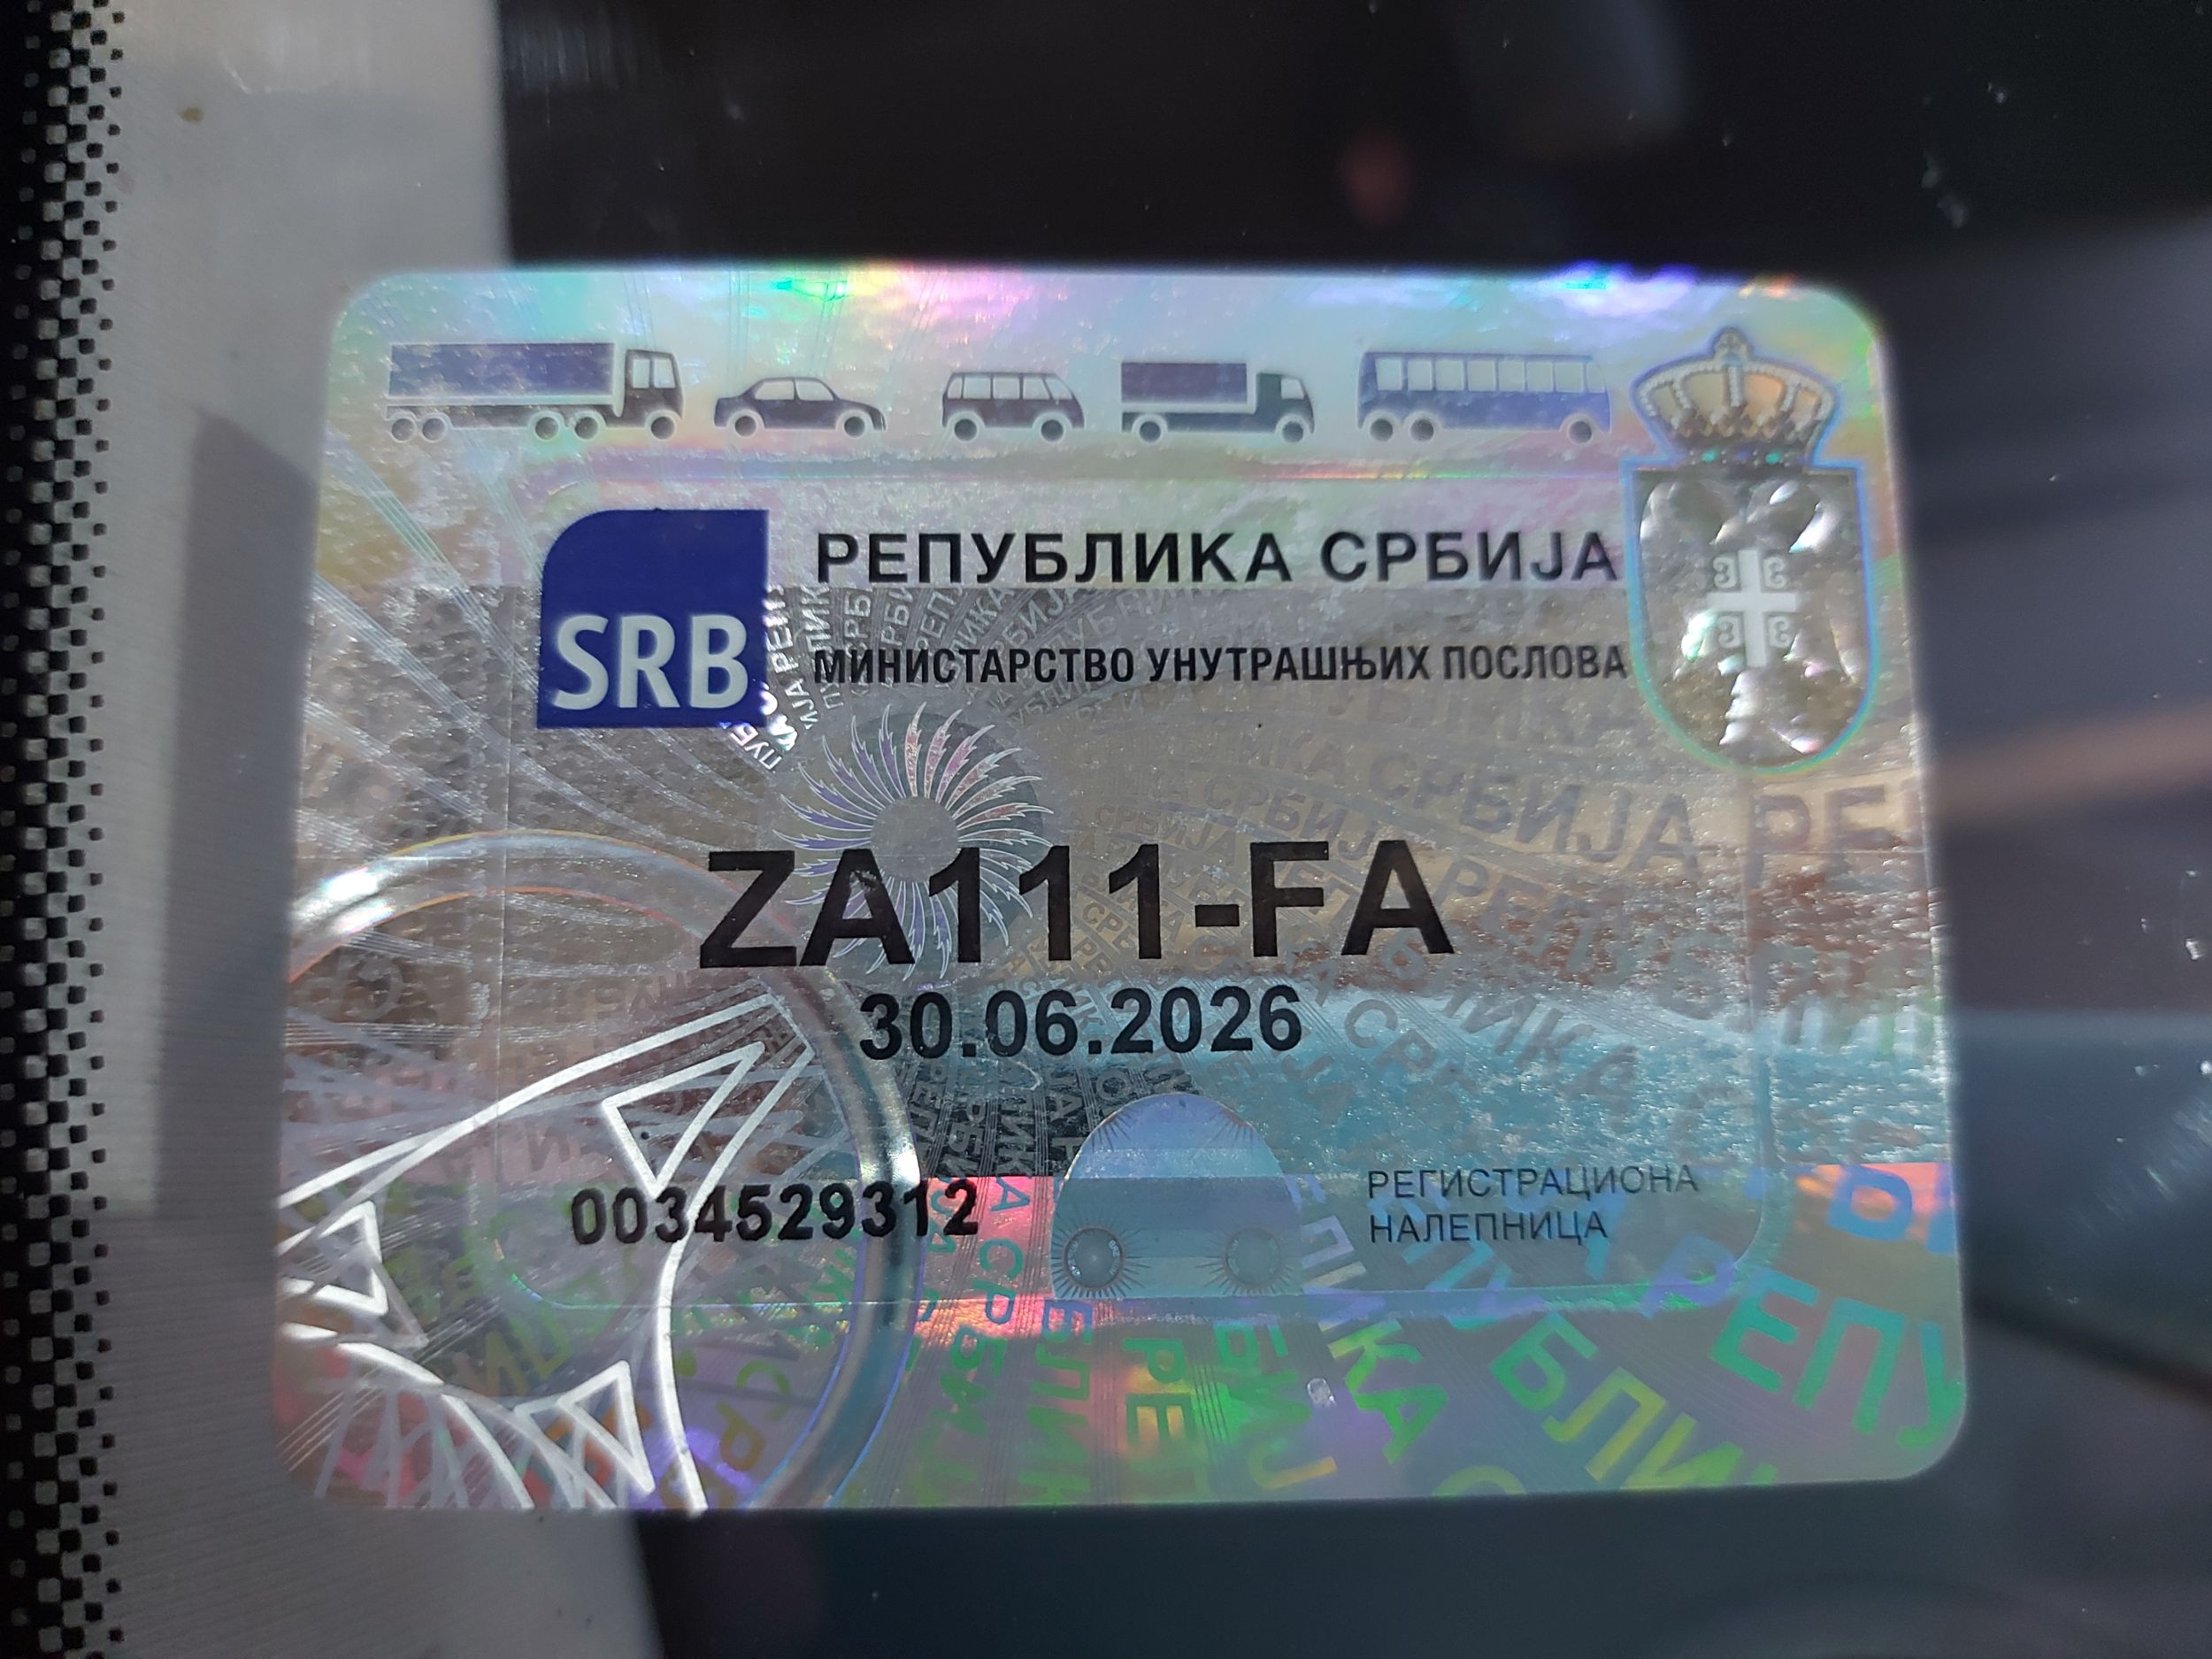 РЕПУБЛИКА СРБИЈА
SRB
МИНИСТАРСТВО УНУТРАШЊИХ ПОСЛОВА
ZA111-FA
30.06.2026
0034529312
РЕГИСТРАЦИОНА
НАЛЕПНИЦА